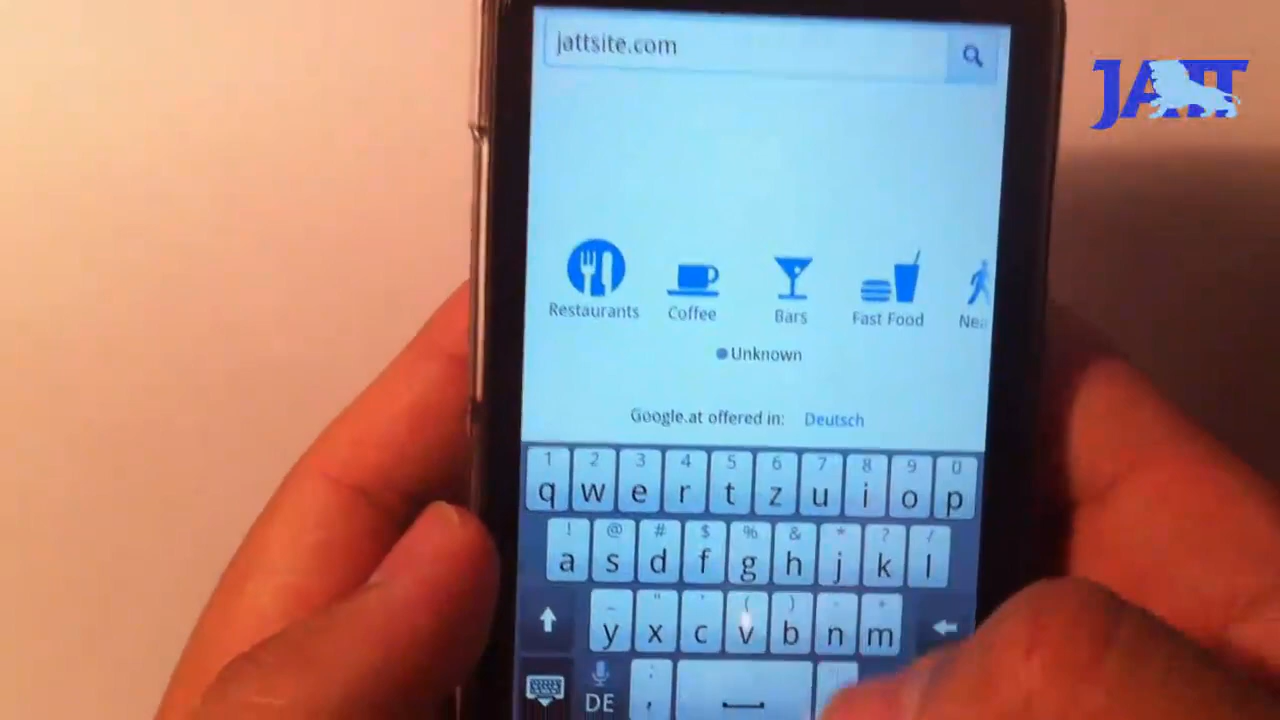 jattsite.com
JATT
Restaurants Coffee Bars Fast Food Nea
Unknown
Google.at offered in: Deutsch
1 2 3 4 5 6 7 8 9 0
q w e r t z u i o p
! @ # $ % & * ? /
a s d f g h j k l
_ " ' ( ) - +
y x c v b n m
DE ,